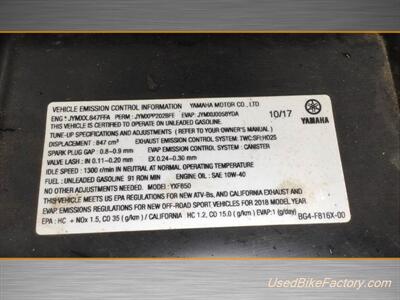 VEHICLE EMISSION CONTROL INFORMATION YAMAHA MOTOR CO., LTD
ENG : JYMXX.847FFA PERM : JYMXPP202BFE EVAP : JYMXU0058YDA 10/17
THIS ENGINE IS CERTIFIED TO OPERATE ON UNLEADED GASOLINE.
TUNE-UP SPECIFICATIONS AND ADJUSTMENTS ( REFER TO YOUR OWNER'S MANUAL)
DISPLACEMENT : 847 cm³ EXHAUST EMISSION CONTROL SYSTEM : TWC:SFI:HO2S
SPARK PLUG GAP : 0.8-0.9 mm EVAP EMISSION CONTROL SYSTEM : CANISTER
VALVE LASH : IN 0.11-0.20 mm EX 0.24-0.30 mm
IDLE SPEED : 1300 r/min IN NEUTRAL AT NORMAL OPERATING TEMPERATURE
FUEL : UNLEADED GASOLINE 91 RON MIN ENGINE OIL : SAE 10W-40
NO OTHER ADJUSTMENTS NEEDED. MODEL : YXF850
THIS VEHICLE MEETS US EPA REGULATIONS FOR NEW ATV-Bs, AND CALIFORNIA EXHAUST AND
EVAP. EMISSIONS REGULATIONS FOR NEW OFF-ROAD SPORT VEHICLES FOR 2018 MODEL YEAR.
EPA : HC + NOx 1.5, CO 35 ( g/km) / CALIFORNIA HC 1.2, CO 15.0 ( g/km) EVAP:1 (g/day)
YAMAHA
BG4-F816X-00
UsedBikeFactory.com